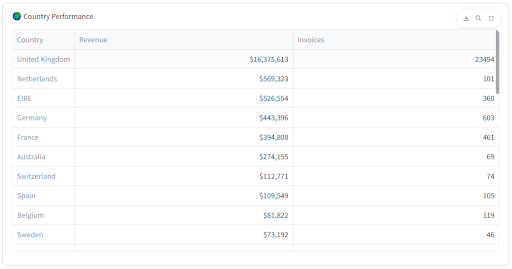 Country Performance
Country Revenue Invoices
United Kingdom $16,375,613 23494
Netherlands $569,323 101
EIRE $526,554 360
Germany $443,396 603
France $394,808 461
Australia $274,155 69
Switzerland $112,771 74
Spain $109,549 105
Belgium $81,822 119
Sweden $73,192 46